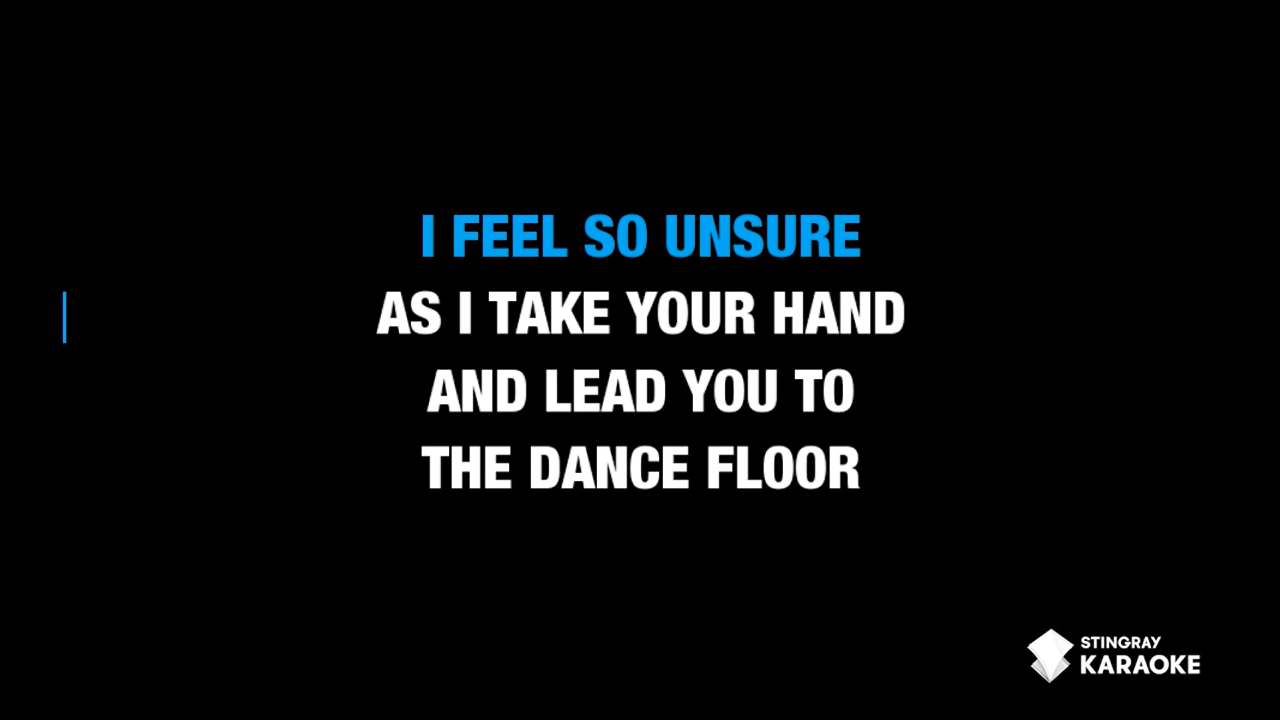 I FEEL SO UNSURE
AS I TAKE YOUR HAND
AND LEAD YOU TO
THE DANCE FLOOR
STINGRAY
KARAOKE